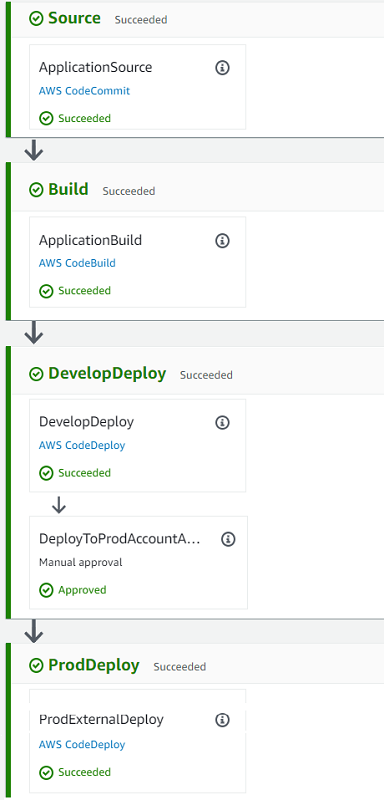 Source Succeeded
ApplicationSource
AWS CodeCommit
Succeeded
Build Succeeded
ApplicationBuild
AWS CodeBuild
Succeeded
DevelopDeploy Succeeded
DevelopDeploy
AWS CodeDeploy
Succeeded
DeployToProdAccountA...
Manual approval
Approved
ProdDeploy Succeeded
ProdExternalDeploy
AWS CodeDeploy
Succeeded